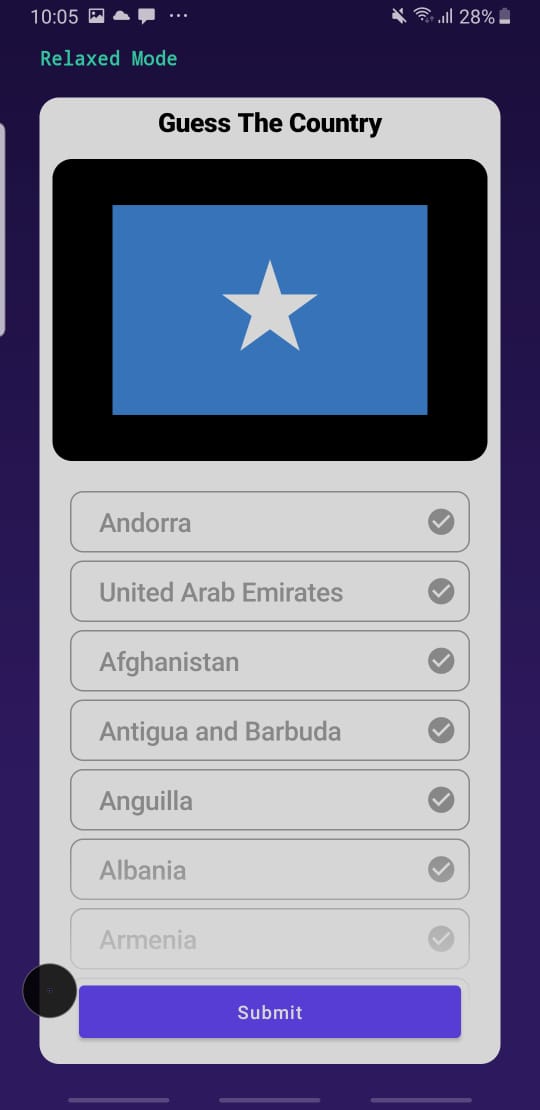 10:05
28%
Relaxed Mode
Guess The Country
Andorra
United Arab Emirates
Afghanistan
Antigua and Barbuda
Anguilla
Albania
Armenia
Submit